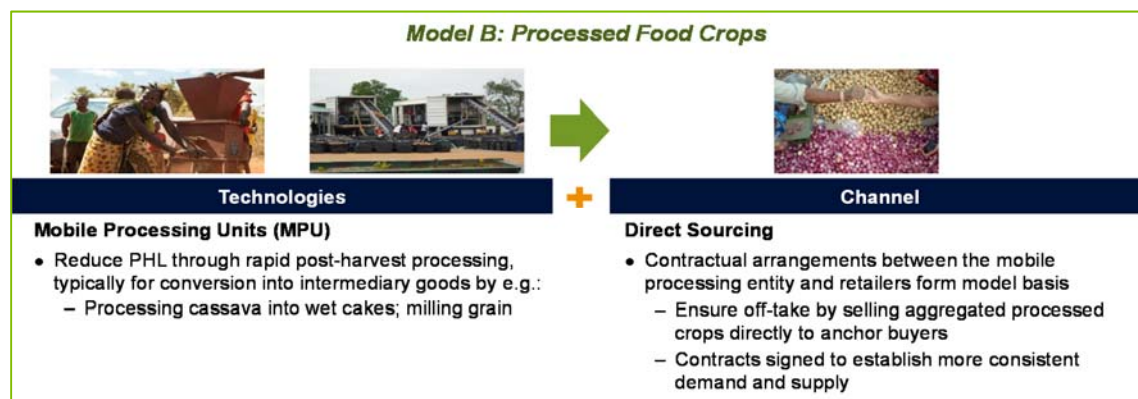 Model B: Processed Food Crops
Technologies
+
Channel
Mobile Processing Units (MPU)
• Reduce PHL through rapid post-harvest processing,
typically for conversion into intermediary goods by e.g.:
– Processing cassava into wet cakes; milling grain
Direct Sourcing
• Contractual arrangements between the mobile
processing entity and retailers form model basis
– Ensure off-take by selling aggregated processed
crops directly to anchor buyers
– Contracts signed to establish more consistent
demand and supply